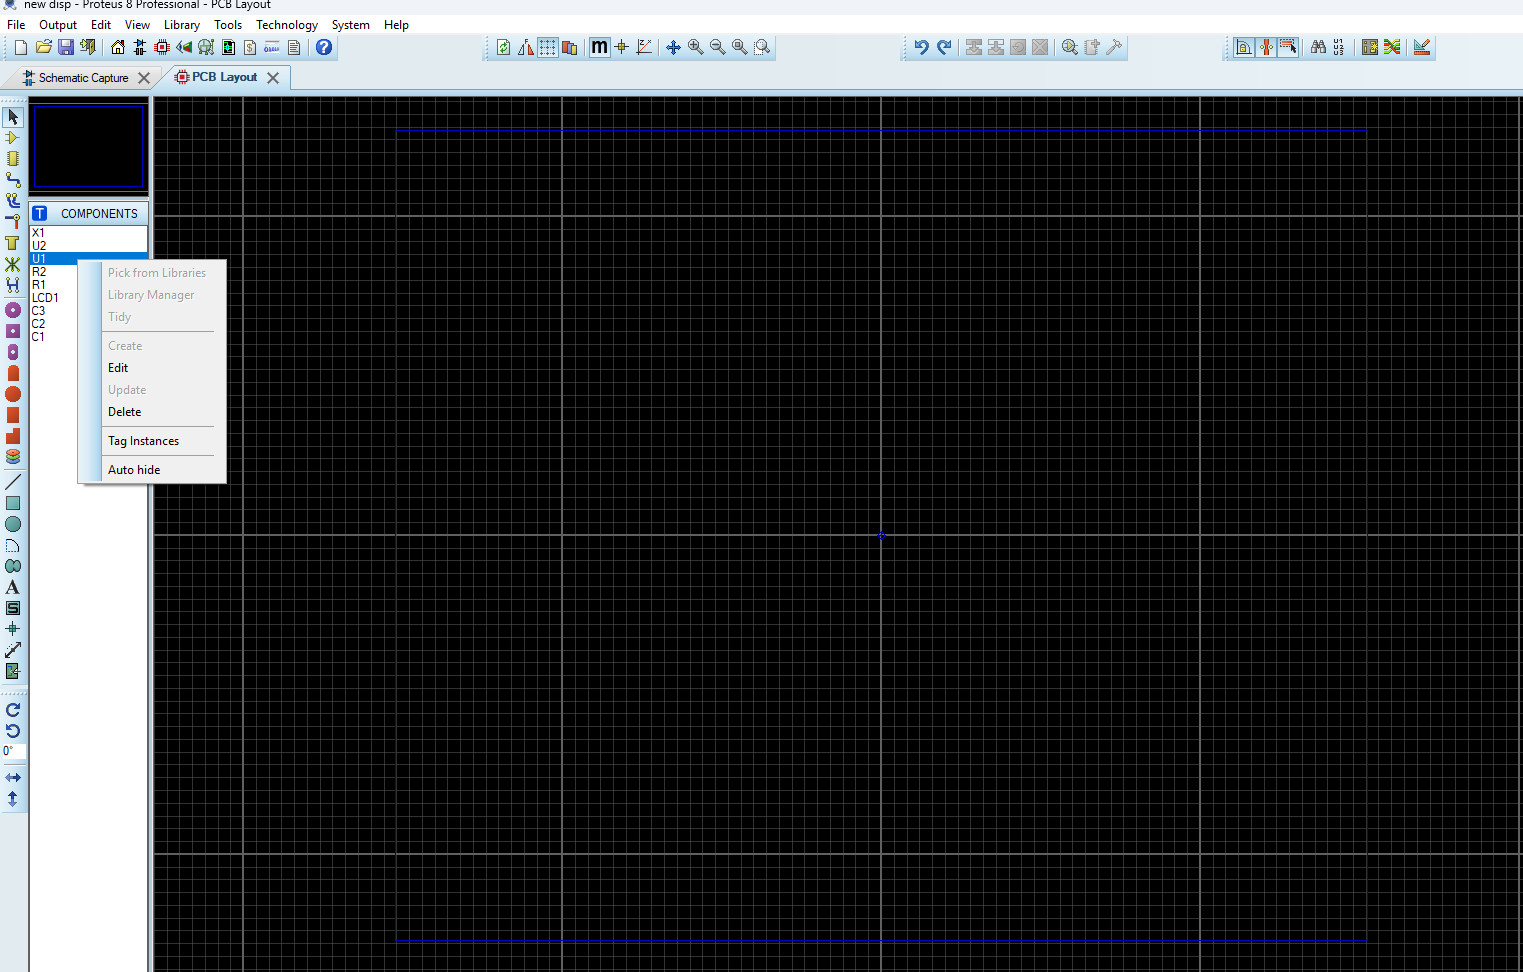 new disp - Proteus 8 Professional - PCB Layout
File Output Edit View Library Tools Technology System Help
Schematic Capture PCB Layout
T COMPONENTS
X1
U2
U1
R2
R1
LCD1
C3
C2
C1
Pick from Libraries
Library Manager
Tidy
Create
Edit
Update
Delete
Tag Instances
Auto hide
0°